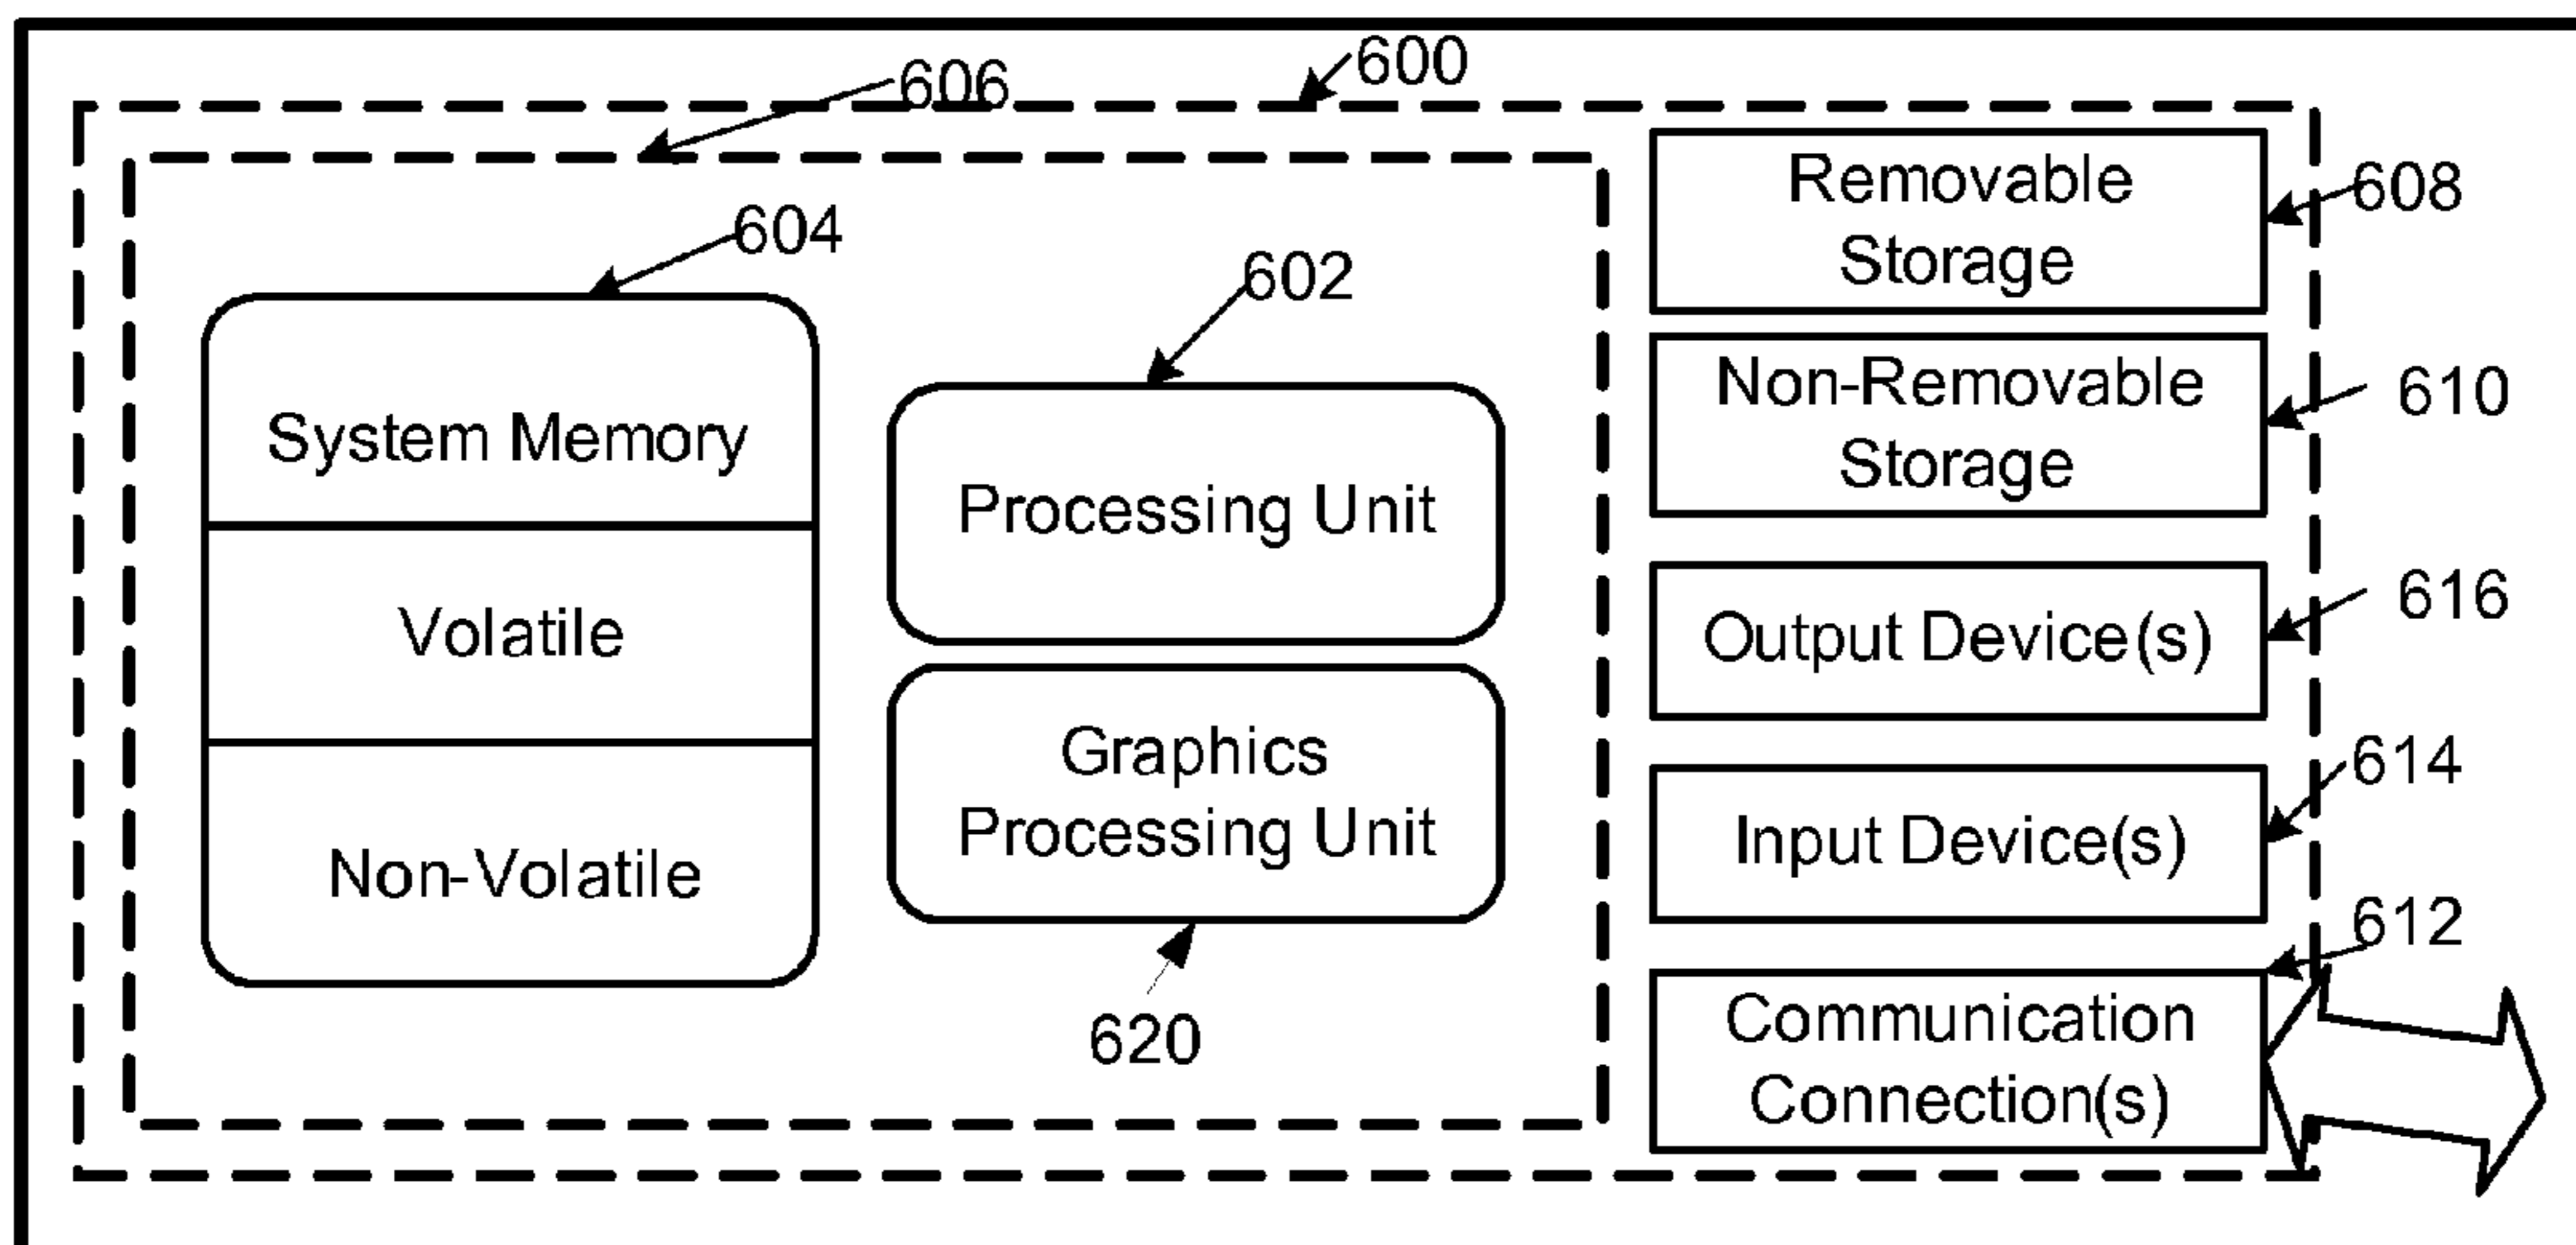 606
600
604
602
System Memory
Volatile
Non-Volatile
Processing Unit
Graphics
Processing Unit
620
Removable
Storage
608
Non-Removable
Storage
610
Output Device(s)
616
Input Device(s)
614
612
Communication
Connection(s)